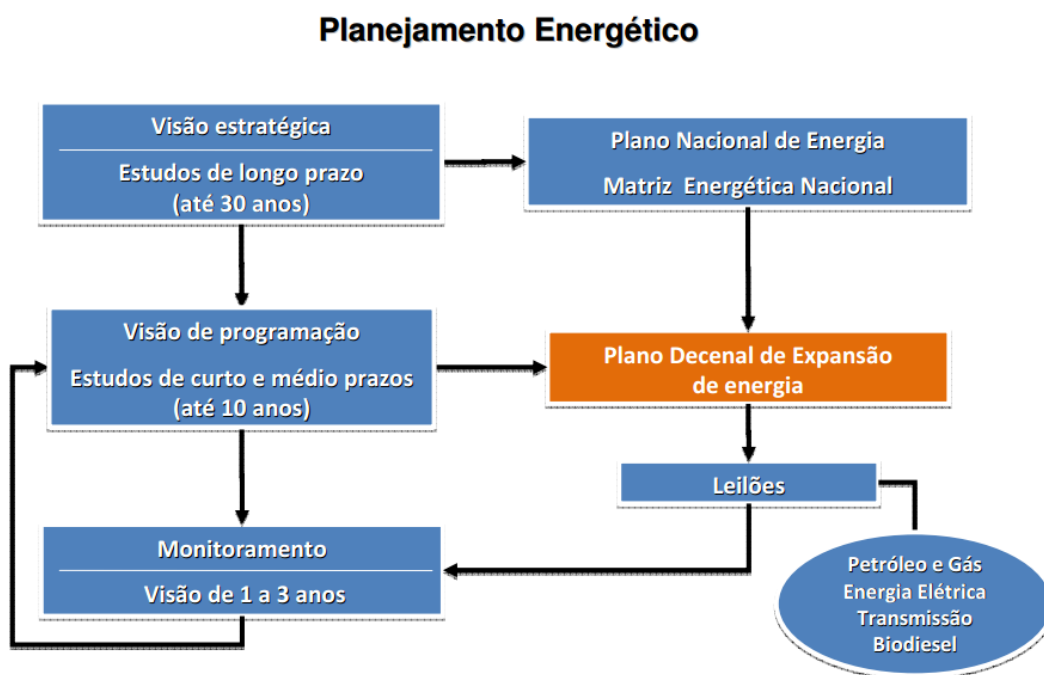 Planejamento Energético
Visão estratégica
Estudos de longo prazo
(até 30 anos)
Plano Nacional de Energia
Matriz Energética Nacional
Visão de programação
Estudos de curto e médio prazos
(até 10 anos)
Plano Decenal de Expansão
de energia
Leilões
Monitoramento
Visão de 1 a 3 anos
Petróleo e Gás
Energia Elétrica
Transmissão
Biodiesel